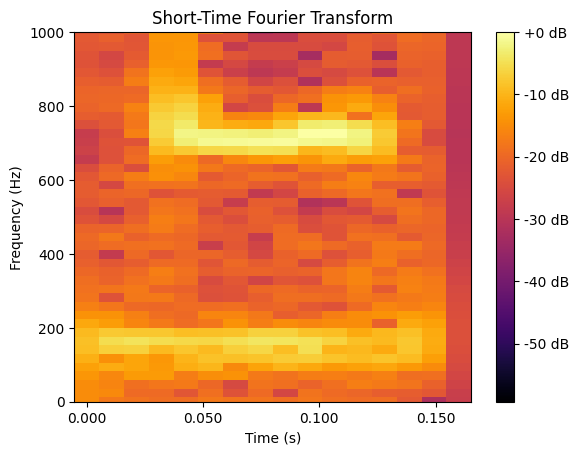 Short-Time Fourier Transform
1000
800
600
400
200
0
Frequency (Hz)
0.000
0.050
0.100
0.150
Time (s)
+0 dB
-10 dB
-20 dB
-30 dB
-40 dB
-50 dB